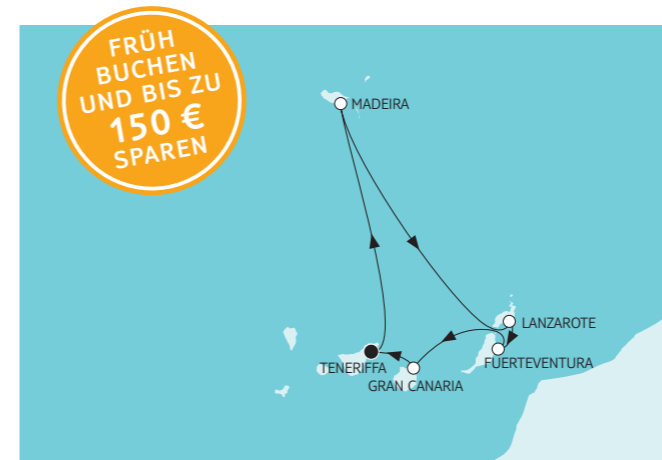 FRÜH
BUCHEN
UND BIS ZU
150 €
SPAREN
MADEIRA
LANZAROTE
FUERTEVENTURA
TENERIFFA
GRAN CANARIA